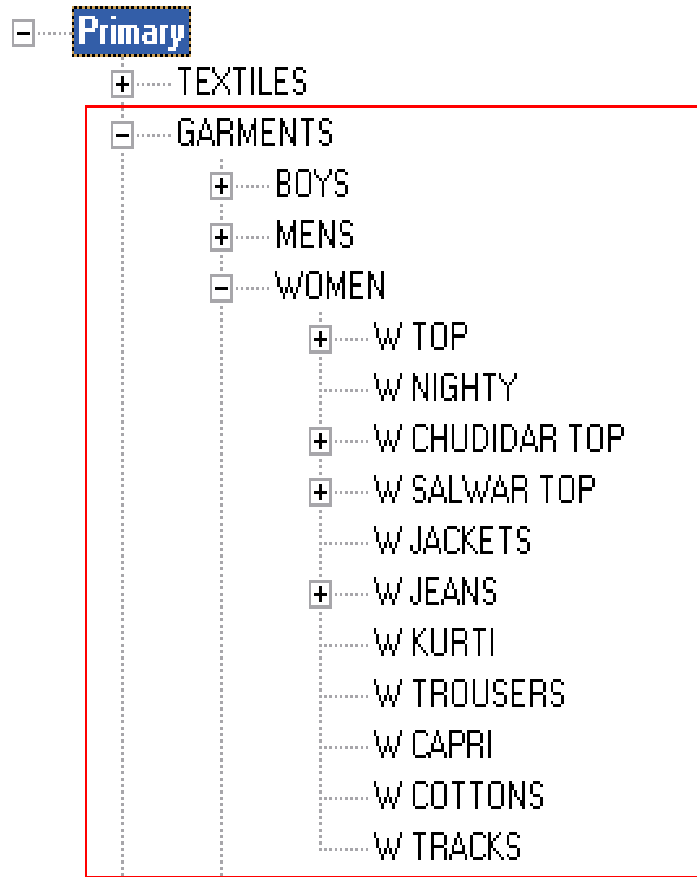 Primary
TEXTILES
GARMENTS
BOYS
MENS
WOMEN
W TOP
W NIGHTY
W CHUDIDAR TOP
W SALWAR TOP
W JACKETS
W JEANS
W KURTI
W TROUSERS
W CAPRI
W COTTONS
W TRACKS